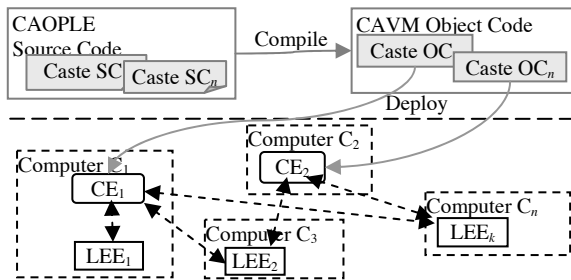 CAOPLE
Source Code
Caste SC
Caste SCn
Compile
CAVM Object Code
Caste OC
Caste OCn
Deploy
Computer C1
CE1
LEE1
Computer C2
CE2
Computer C3
LEE2
Computer Cn
LEEk